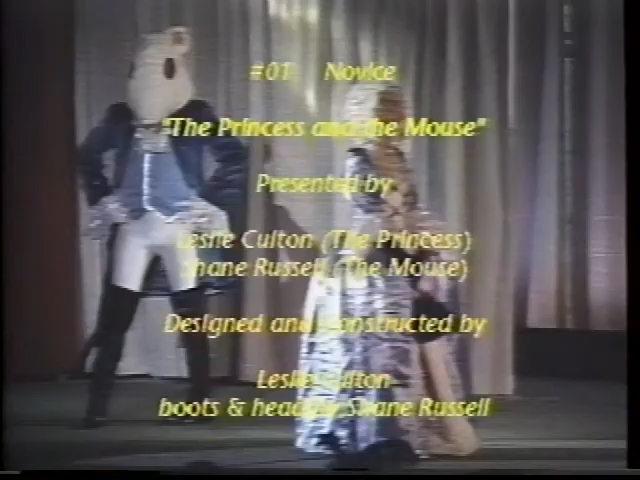 #01 Novice
"The Princess and the Mouse"
Presented by
Leslie Culton (The Princess)
Shane Russell (The Mouse)
Designed and constructed by
Leslie Culton
boots & head by Shane Russell